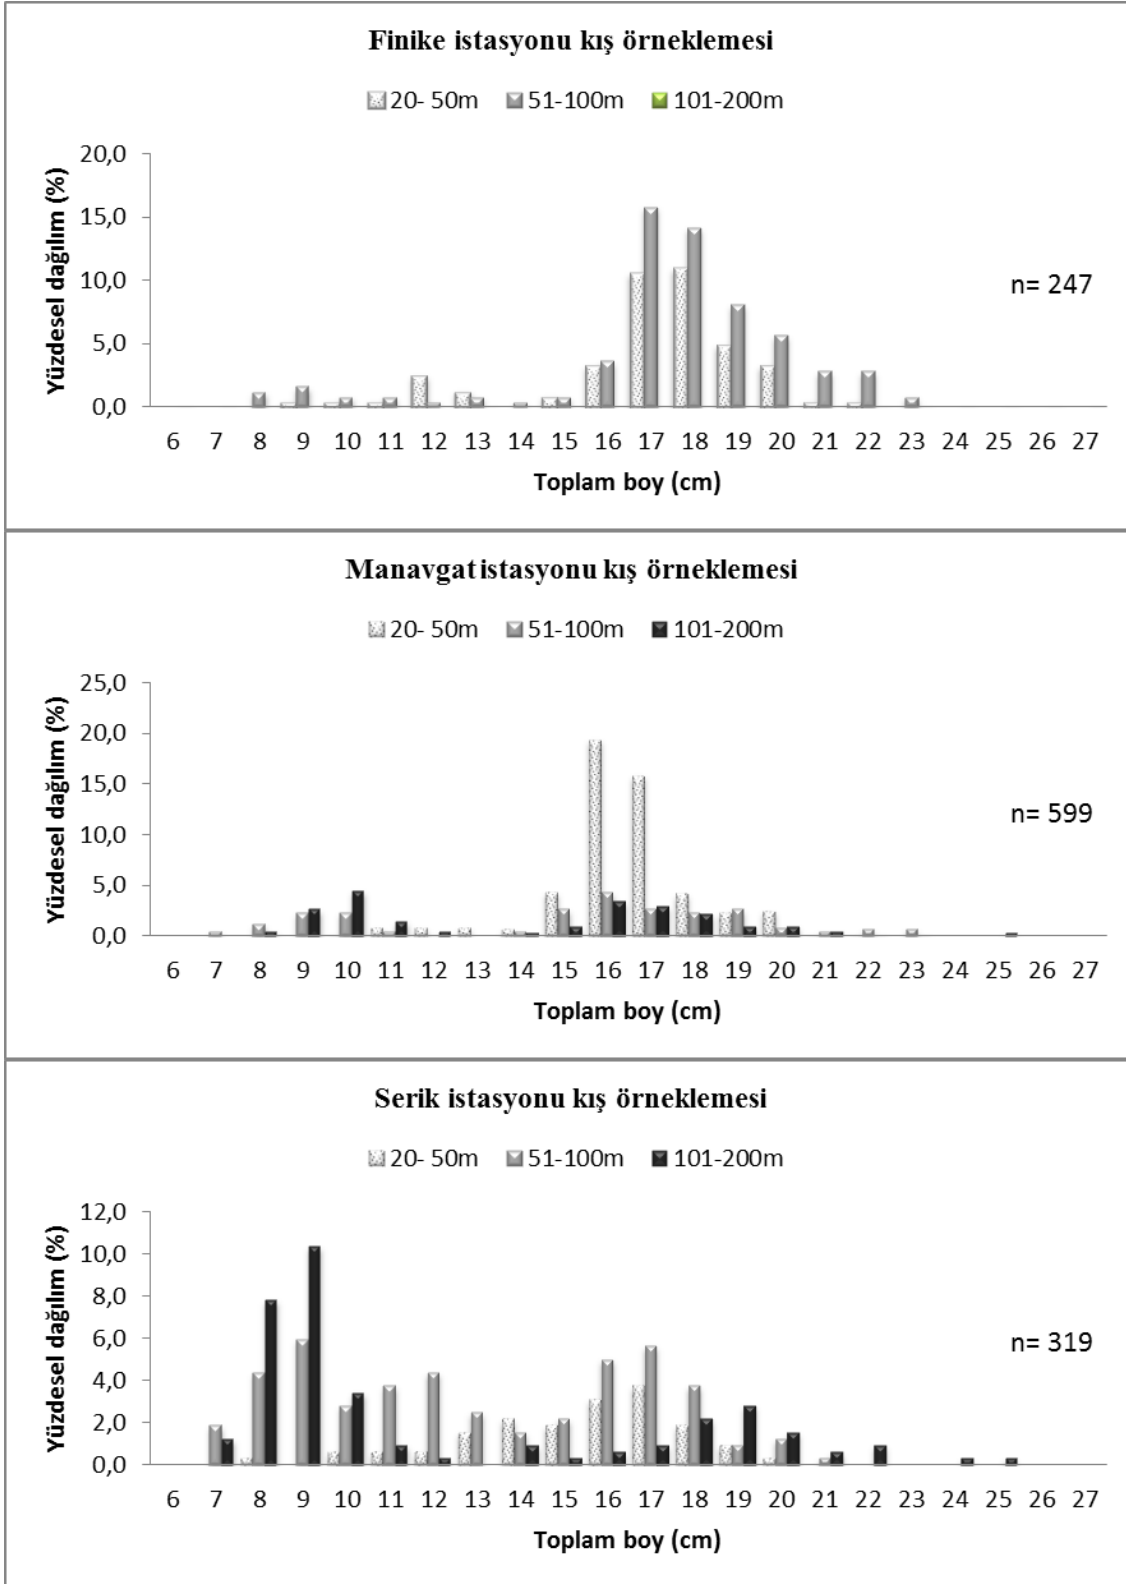 Finike istasyonu kış örneklemesi
20- 50m 51-100m 101-200m
Yüzdesel dağılım (%)
20,0
15,0
10,0
5,0
0,0
n= 247
6 7 8 9 10 11 12 13 14 15 16 17 18 19 20 21 22 23 24 25 26 27
Toplam boy (cm)
Manavgat istasyonu kış örneklemesi
20- 50m 51-100m 101-200m
Yüzdesel dağılım (%)
25,0
20,0
15,0
10,0
5,0
0,0
n= 599
6 7 8 9 10 11 12 13 14 15 16 17 18 19 20 21 22 23 24 25 26 27
Toplam boy (cm)
Serik istasyonu kış örneklemesi
20- 50m 51-100m 101-200m
Yüzdesel dağılım (%)
12,0
10,0
8,0
6,0
4,0
2,0
0,0
n= 319
6 7 8 9 10 11 12 13 14 15 16 17 18 19 20 21 22 23 24 25 26 27
Toplam boy (cm)